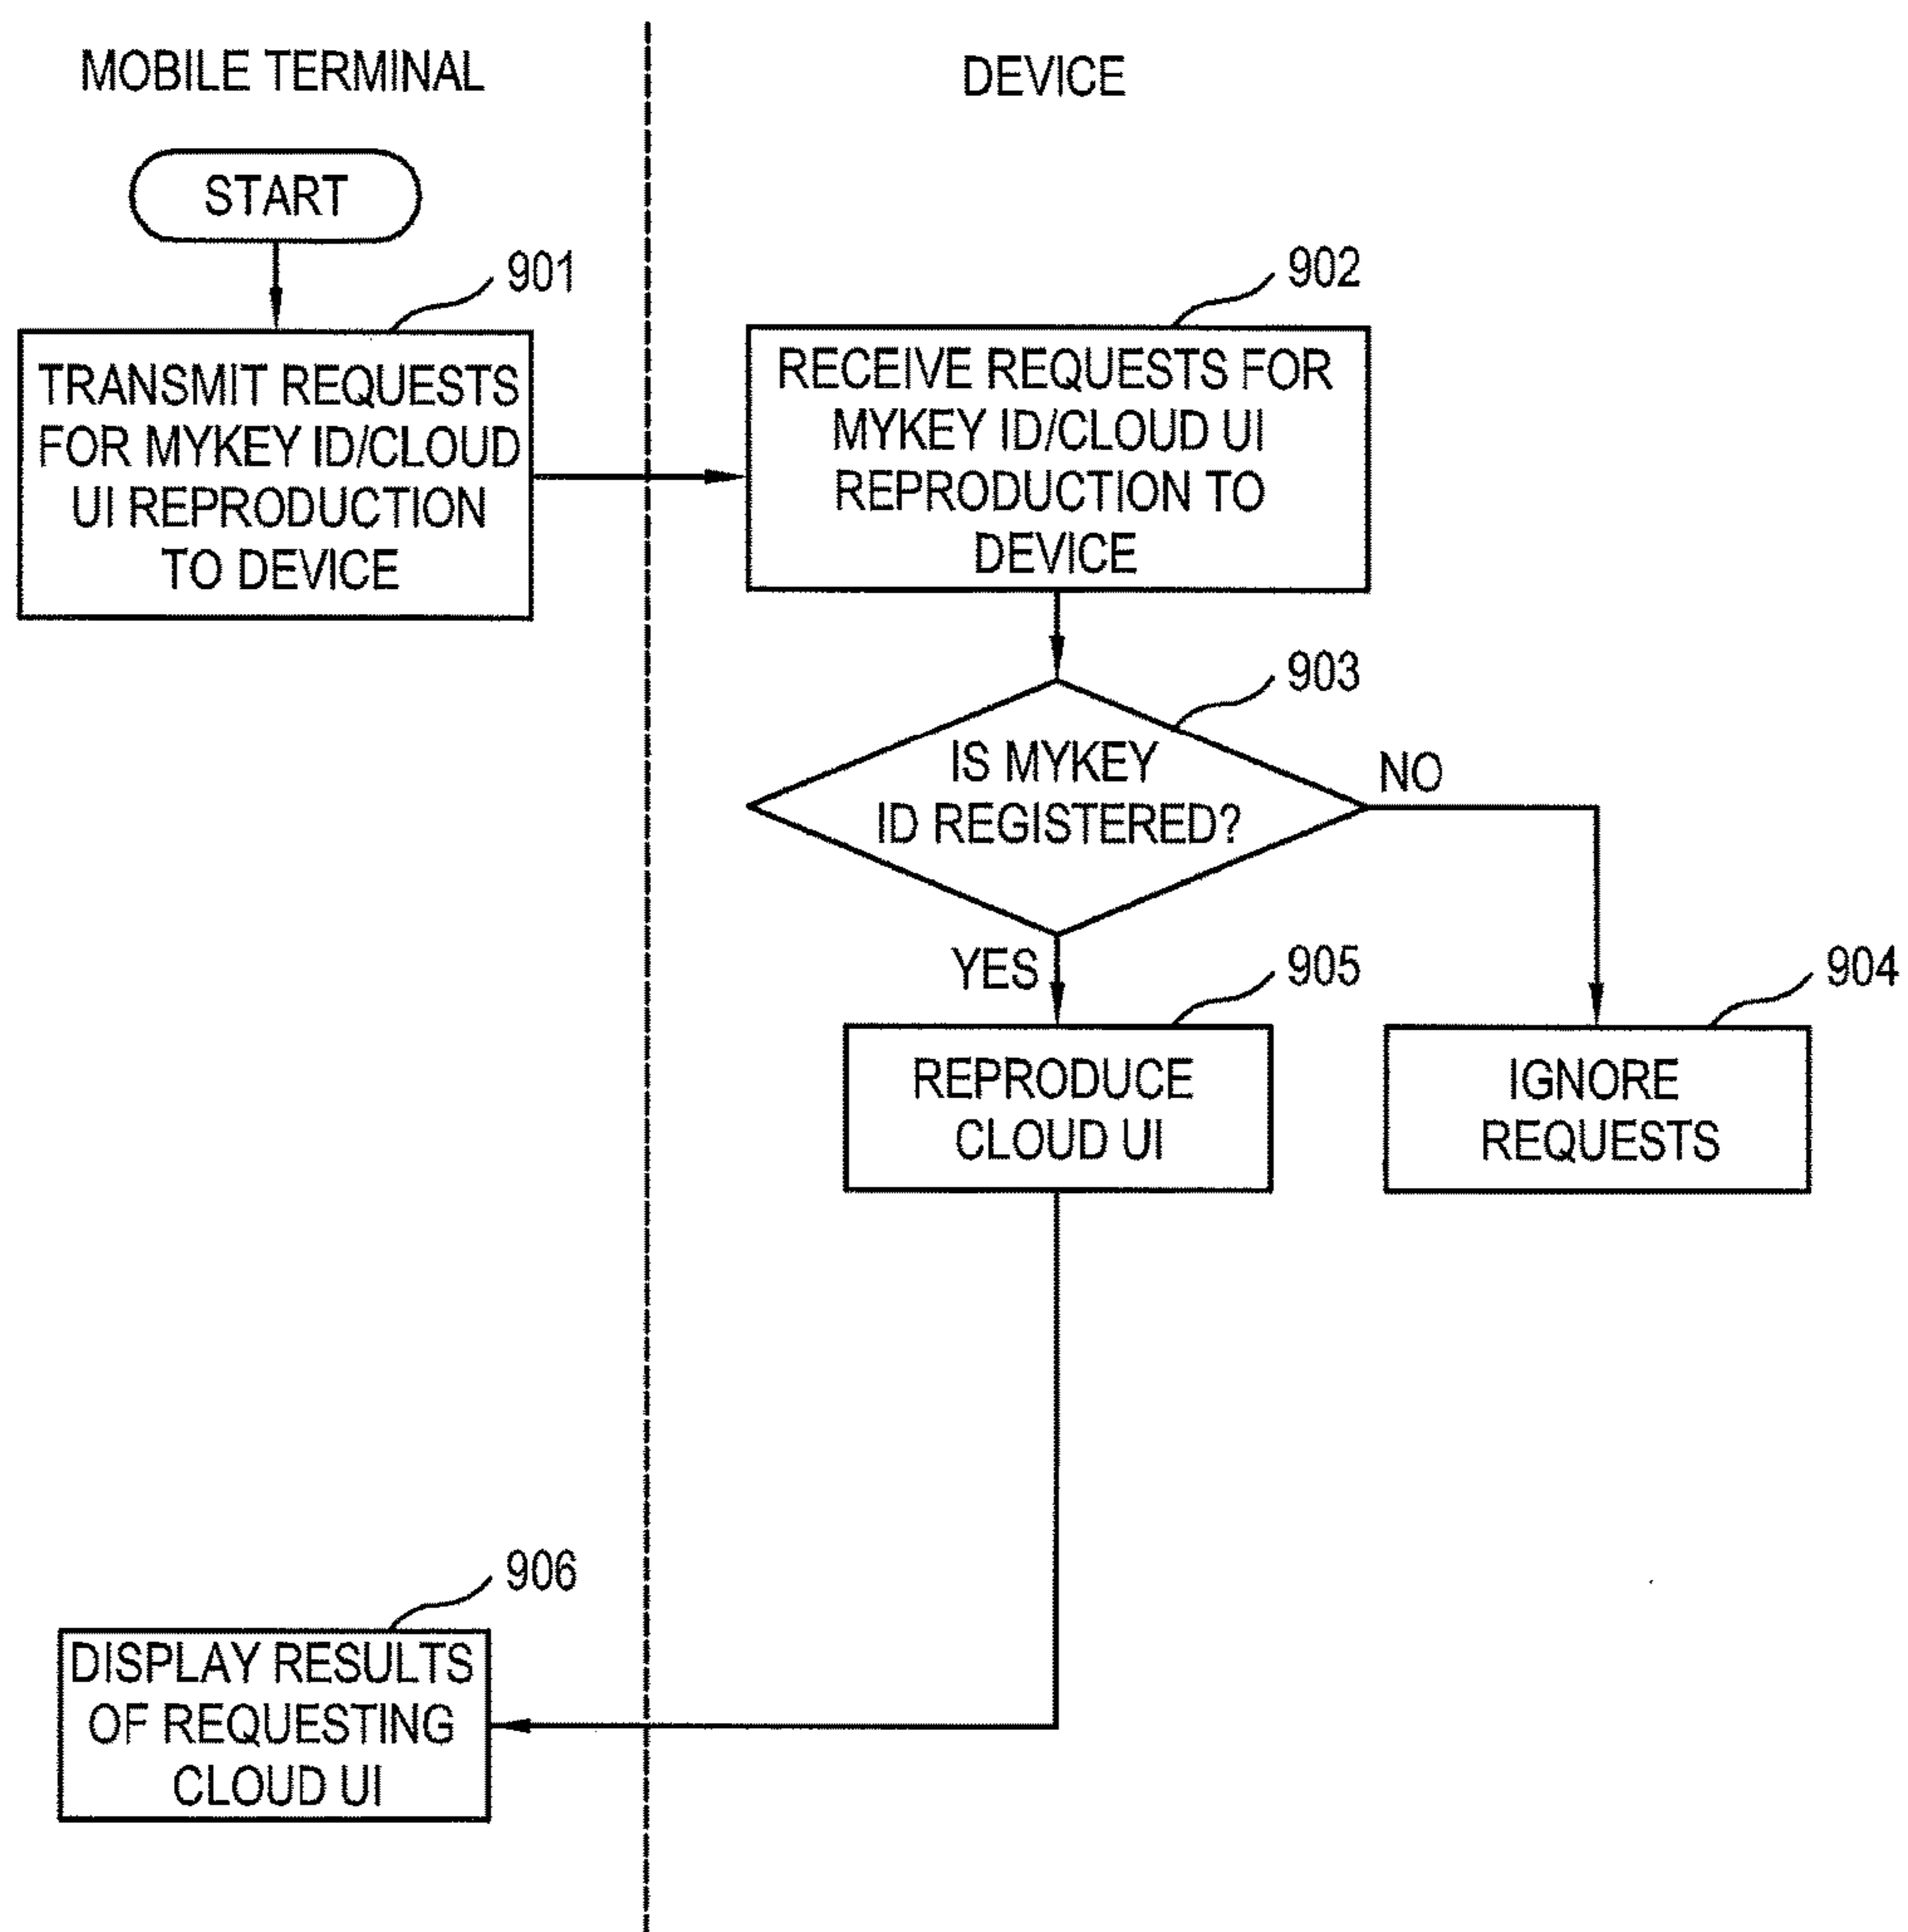 MOBILE TERMINAL
DEVICE
START
901
TRANSMIT REQUESTS
FOR MYKEY ID/CLOUD
UI REPRODUCTION
TO DEVICE
902
RECEIVE REQUESTS FOR
MYKEY ID/CLOUD UI
REPRODUCTION TO
DEVICE
903
IS MYKEY
ID REGISTERED?
NO
YES
905
REPRODUCE
CLOUD UI
904
IGNORE
REQUESTS
906
DISPLAY RESULTS
OF REQUESTING
CLOUD UI